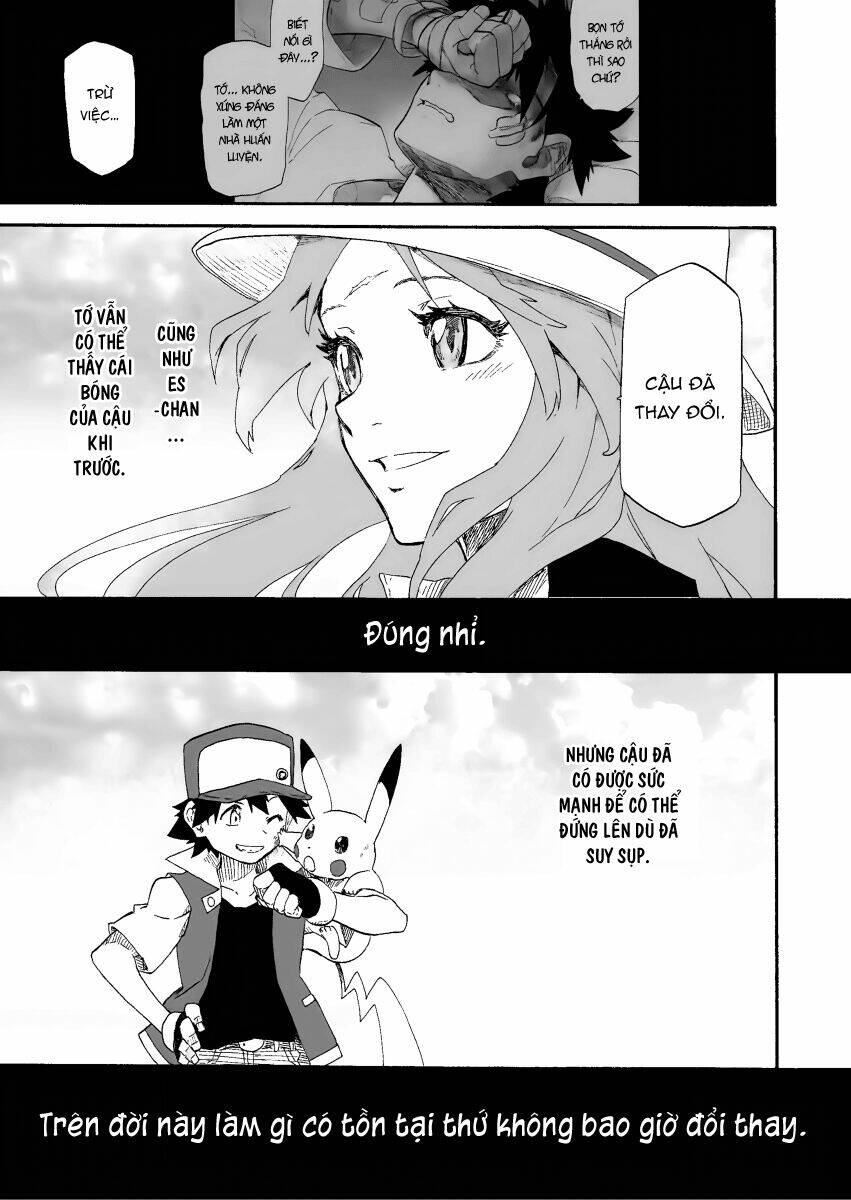 BỌN TỚ
THẮNG RỒI
THÌ SAO
CHỨ?
BIẾT
NÓI GÌ
ĐÂY...?
TỚ... KHÔNG
XỨNG ĐÁNG
LÀM MỘT
NHÀ HUẤN
LUYỆN.
TRỪ
VIỆC...
CẬU ĐÃ
THAY ĐỔI.
CŨNG
NHƯ
ES
-CHAN
...
TỚ VẪN
CÓ THỂ
THẤY CÁI
BÓNG
CỦA CẬU
KHI
TRƯỚC.
Đúng nhỉ.
NHƯNG CẬU ĐÃ
CÓ ĐƯỢC SỨC
MẠNH ĐỂ CÓ THỂ
ĐỨNG LÊN DÙ ĐÃ
SUY SỤP.
Trên đời này làm gì có tồn tại thứ không bao giờ đổi thay.